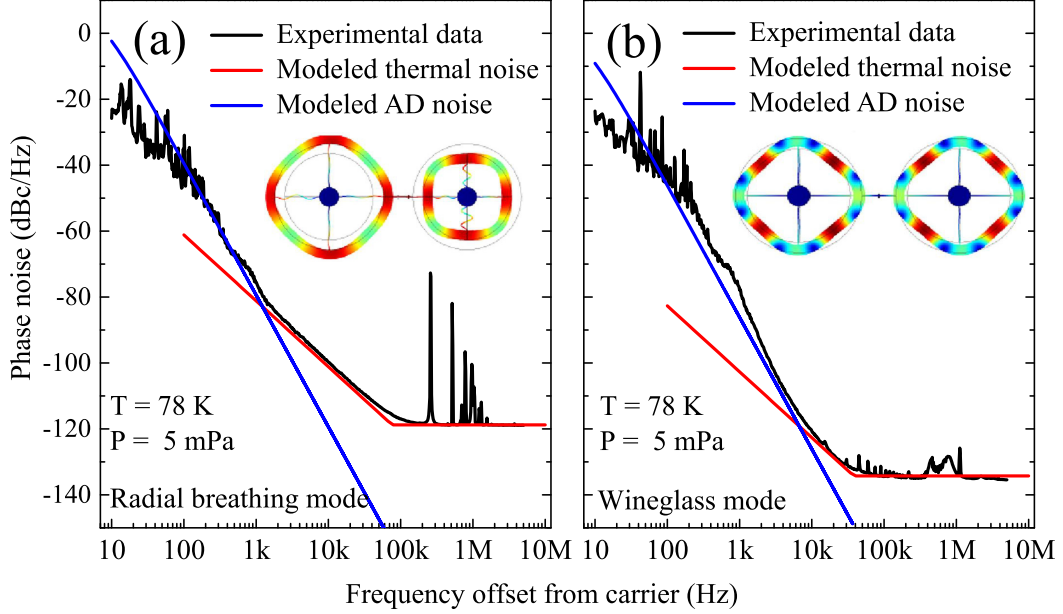 (a)
Experimental data
Modeled thermal noise
Modeled AD noise
T = 78 K
P = 5 mPa
Radial breathing mode
(b)
Experimental data
Modeled thermal noise
Modeled AD noise
T = 78 K
P = 5 mPa
Wineglass mode
Phase noise (dBc/Hz)
0
-20
-40
-60
-80
-100
-120
-140
10 100 1k 10k 100k 1M 10M
10 100 1k 10k 100k 1M 10M
Frequency offset from carrier (Hz)